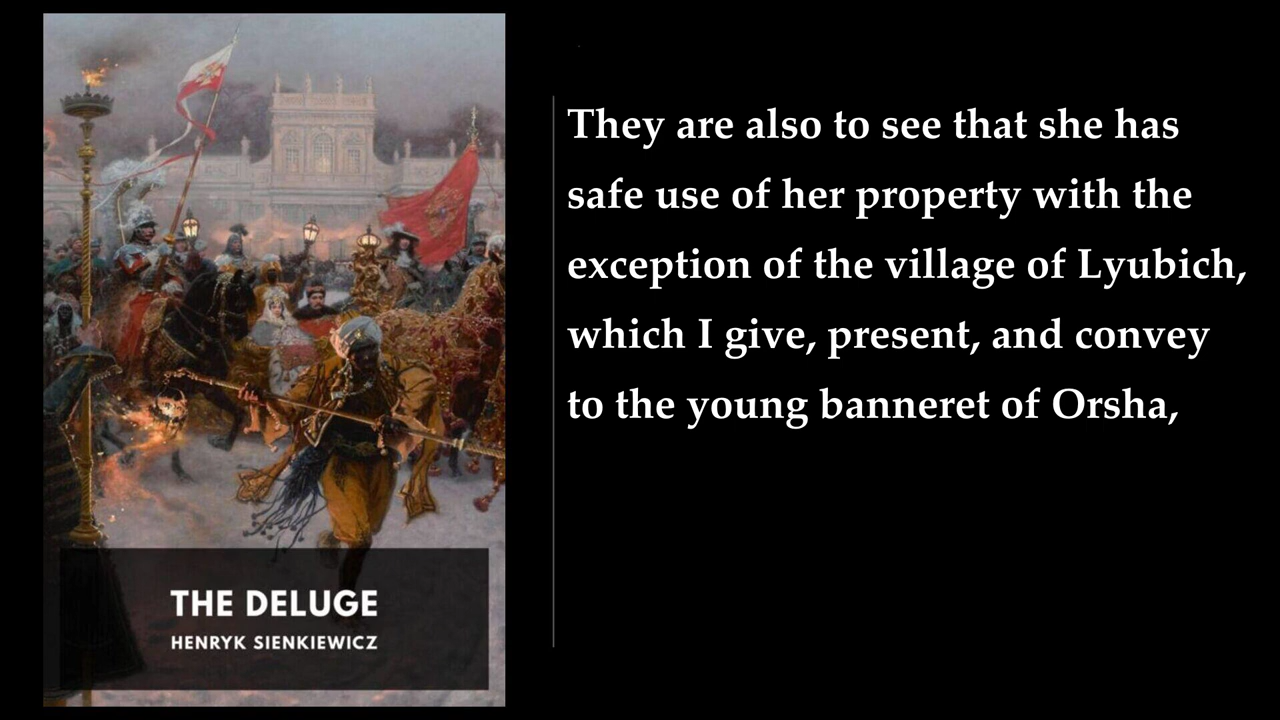 They are also to see that she has
safe use of her property with the
exception of the village of Lyubich,
which I give, present, and convey
to the young banneret of Orsha,
THE DELUGE
HENRYK SIENKIEWICZ